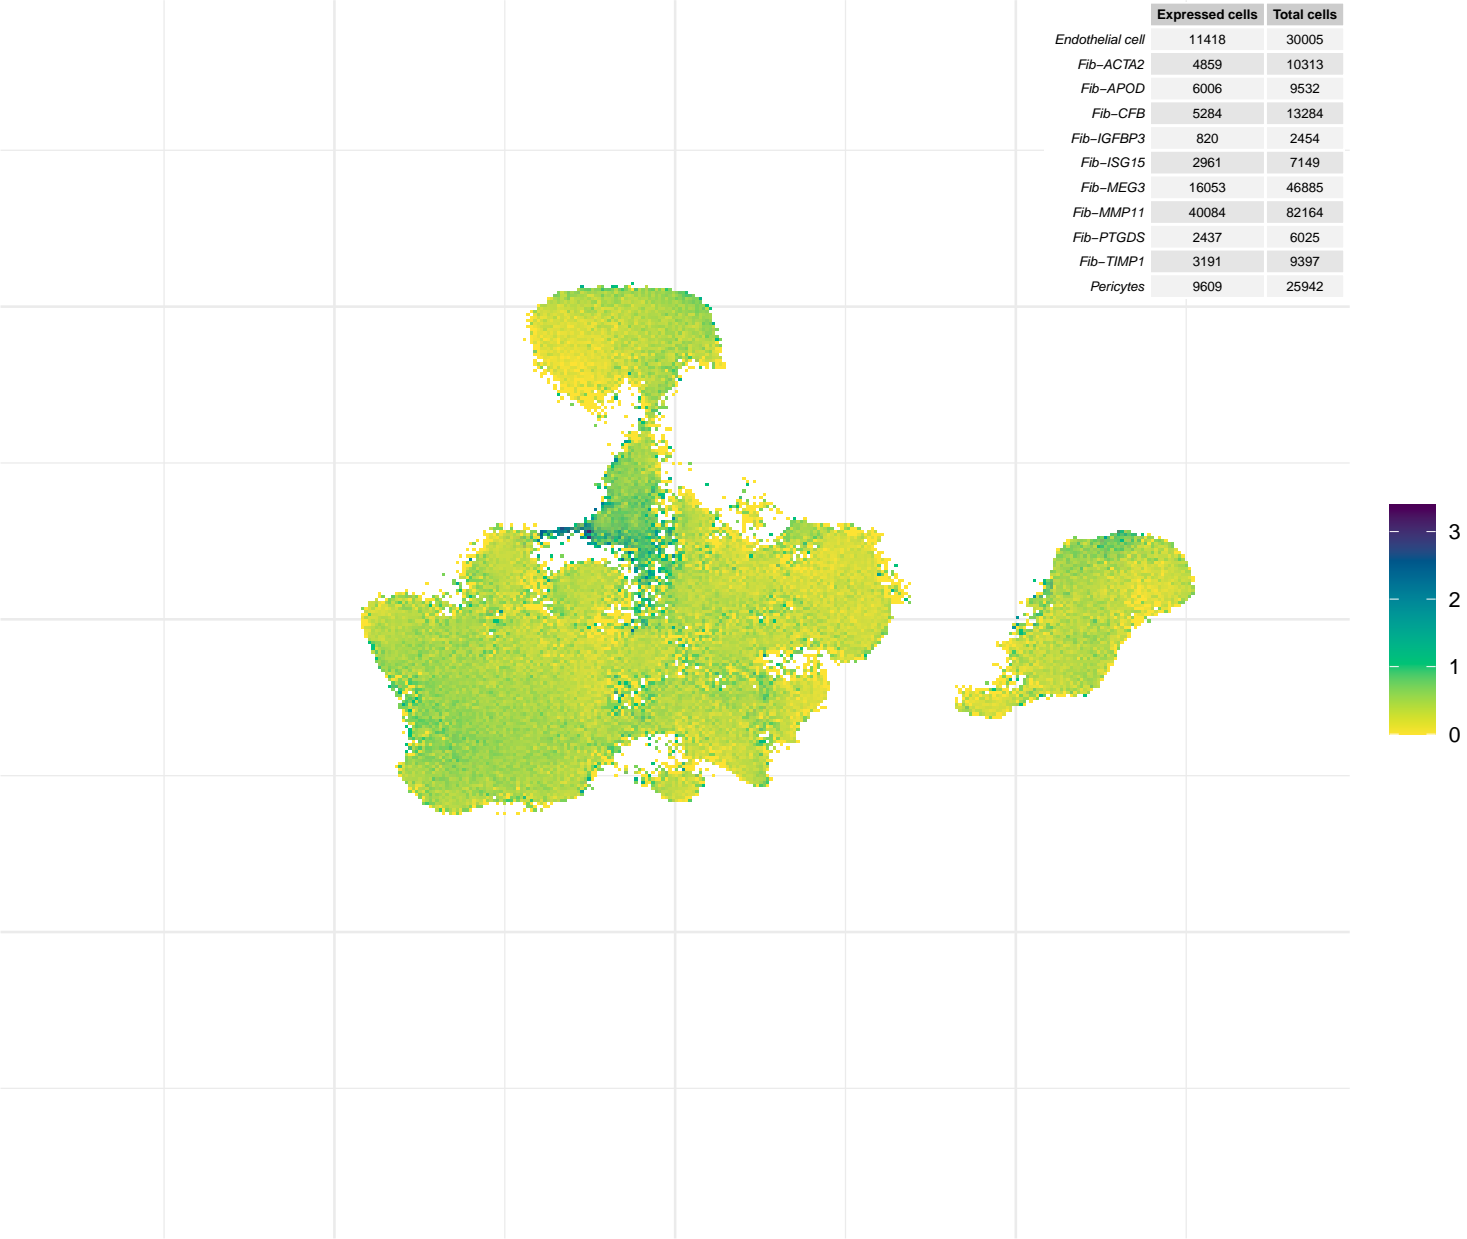 Expressed cells Total cells
Endothelial cell 11418 30005
Fib−ACTA2 4859 10313
Fib−APOD 6006 9532
Fib−CFB 5284 13284
Fib−IGFBP3 820 2454
Fib−ISG15 2961 7149
Fib−MEG3 16053 46885
Fib−MMP11 40084 82164
Fib−PTGDS 2437 6025
Fib−TIMP1 3191 9397
Pericytes 9609 25942
3
2
1
0